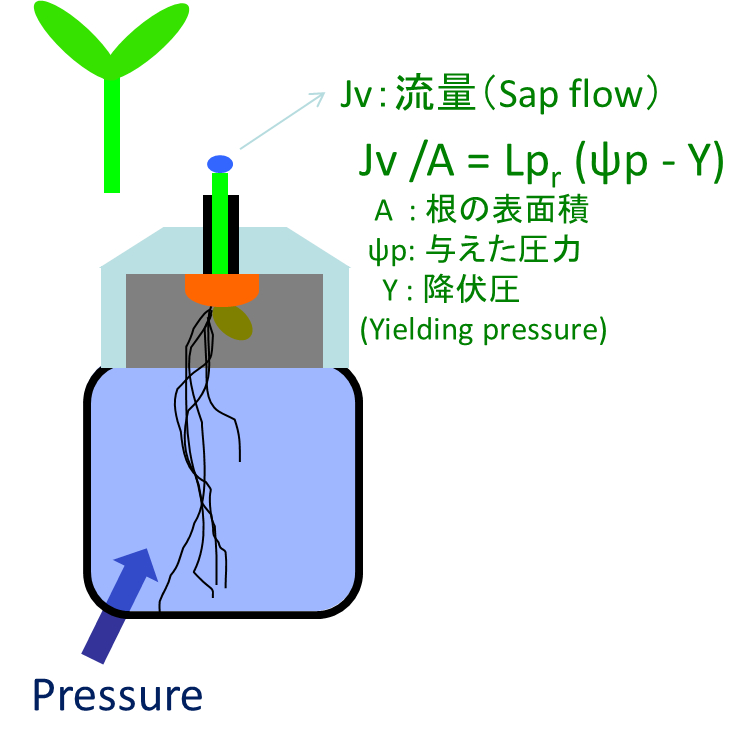 Jv：流量（Sap flow）
Jv /A = Lpr (ψp - Y)
A ：根の表面積
ψp: 与えた圧力
Y : 降伏圧
(Yielding pressure)
Pressure